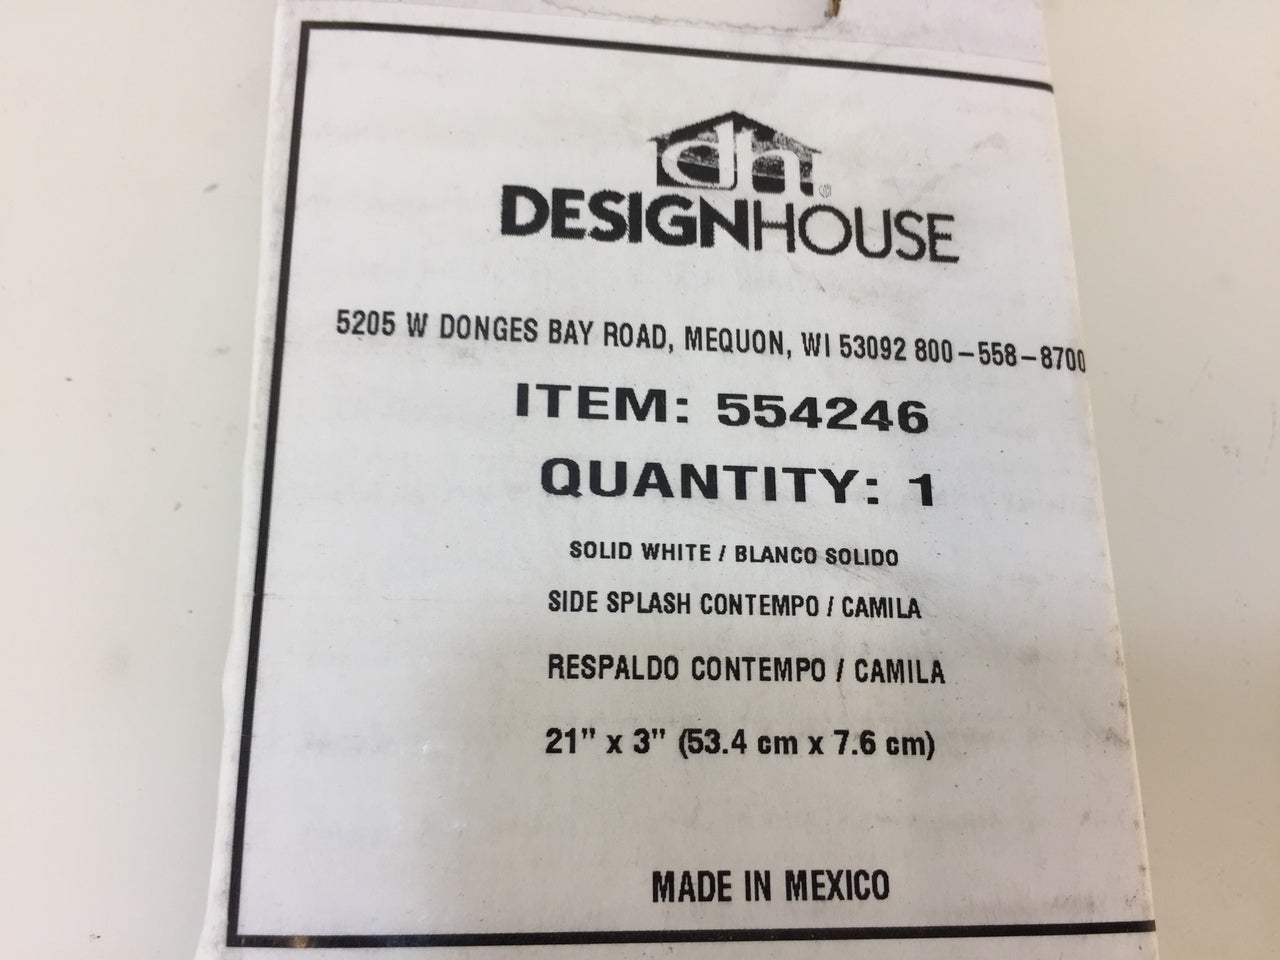 dh®
DESIGNHOUSE
5205 W DONGES BAY ROAD, MEQUON, WI 53092 800-558-8700
ITEM: 554246
QUANTITY: 1
SOLID WHITE / BLANCO SOLIDO
SIDE SPLASH CONTEMPO / CAMILA
RESPALDO CONTEMPO / CAMILA
21” x 3” (53.4 cm x 7.6 cm)
MADE IN MEXICO